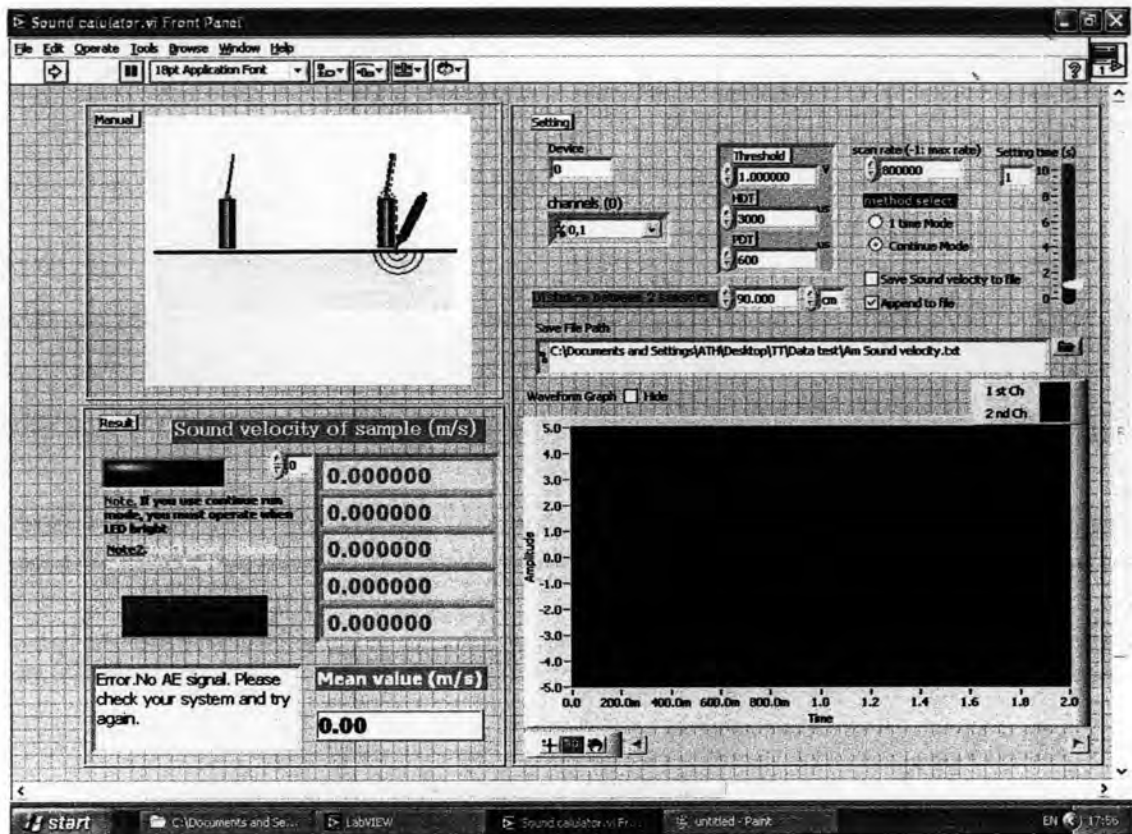 Sound calulator.vi Front Panel
File Edit Operate Tools Browse Window Help
18pt Application Font
1
Manual
Setting
Device
0
channels (0)
0,1
Threshold
1.000000 V
HDT
3000 us
PDT
600 us
scan rate (-1: max rate)
800000
method select
1 time Mode
Continue Mode
Save Sound velocity to file
Append to file
Setting time (s)
1
10-
8-
6-
4-
2-
0-
Distance between 2 sensors
90.000 cm
Save File Path
C:\Documents and Settings\ATH\Desktop\TT\Data test\Am Sound velocity.txt
Waveform Graph Hide
1 st Ch
2 nd Ch
5.0-
4.0-
3.0-
2.0-
1.0-
0.0-
-1.0-
-2.0-
-3.0-
-4.0-
-5.0-
Amplitude
0.0 200.0m 400.0m 600.0m 800.0m 1.0 1.2 1.4 1.6 1.8 2.0
Time
Result
Sound velocity of sample (m/s)
0
0.000000
0.000000
0.000000
0.000000
0.000000
Note. If you use continue run
mode, you must operate when
LED bright
Note2.
Error.No AE signal. Please
check your system and try
again.
Mean value (m/s)
0.00
start
C:\Documents and Se...
LabVIEW
Sound calulator.vi Fr...
untitled - Paint
EN
17:56